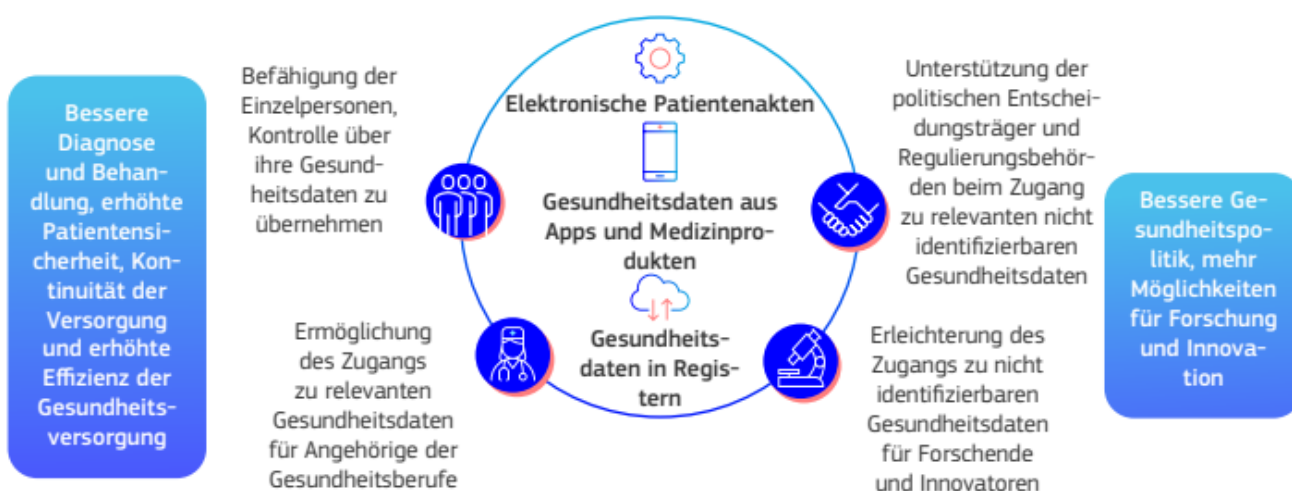 Bessere
Diagnose
und Behan-
dlung, erhöhte
Patientensi-
cherheit, Kon-
tinuität der
Versorgung
und erhöhte
Effizienz der
Gesundheits-
versorgung
Befähigung der
Einzelpersonen,
Kontrolle über
ihre Gesund-
heitsdaten zu
übernehmen
Ermöglichung
des Zugangs
zu relevanten
Gesundheitsdaten
für Angehörige der
Gesundheitsberufe
Elektronische Patientenakten
Gesundheitsdaten aus
Apps und Medizinpro-
dukten
Gesundheits-
daten in Regis-
tern
Unterstützung der
politischen Entschei-
dungsträger und
Regulierungsbehör-
den beim Zugang
zu relevanten nicht
identifizierbaren
Gesundheitsdaten
Erleichterung des
Zugangs zu nicht
identifizierbaren
Gesundheitsdaten
für Forschende
und Innovatoren
Bessere Ge-
sundheitspo-
litik, mehr
Möglichkeiten
für Forschung
und Innova-
tion